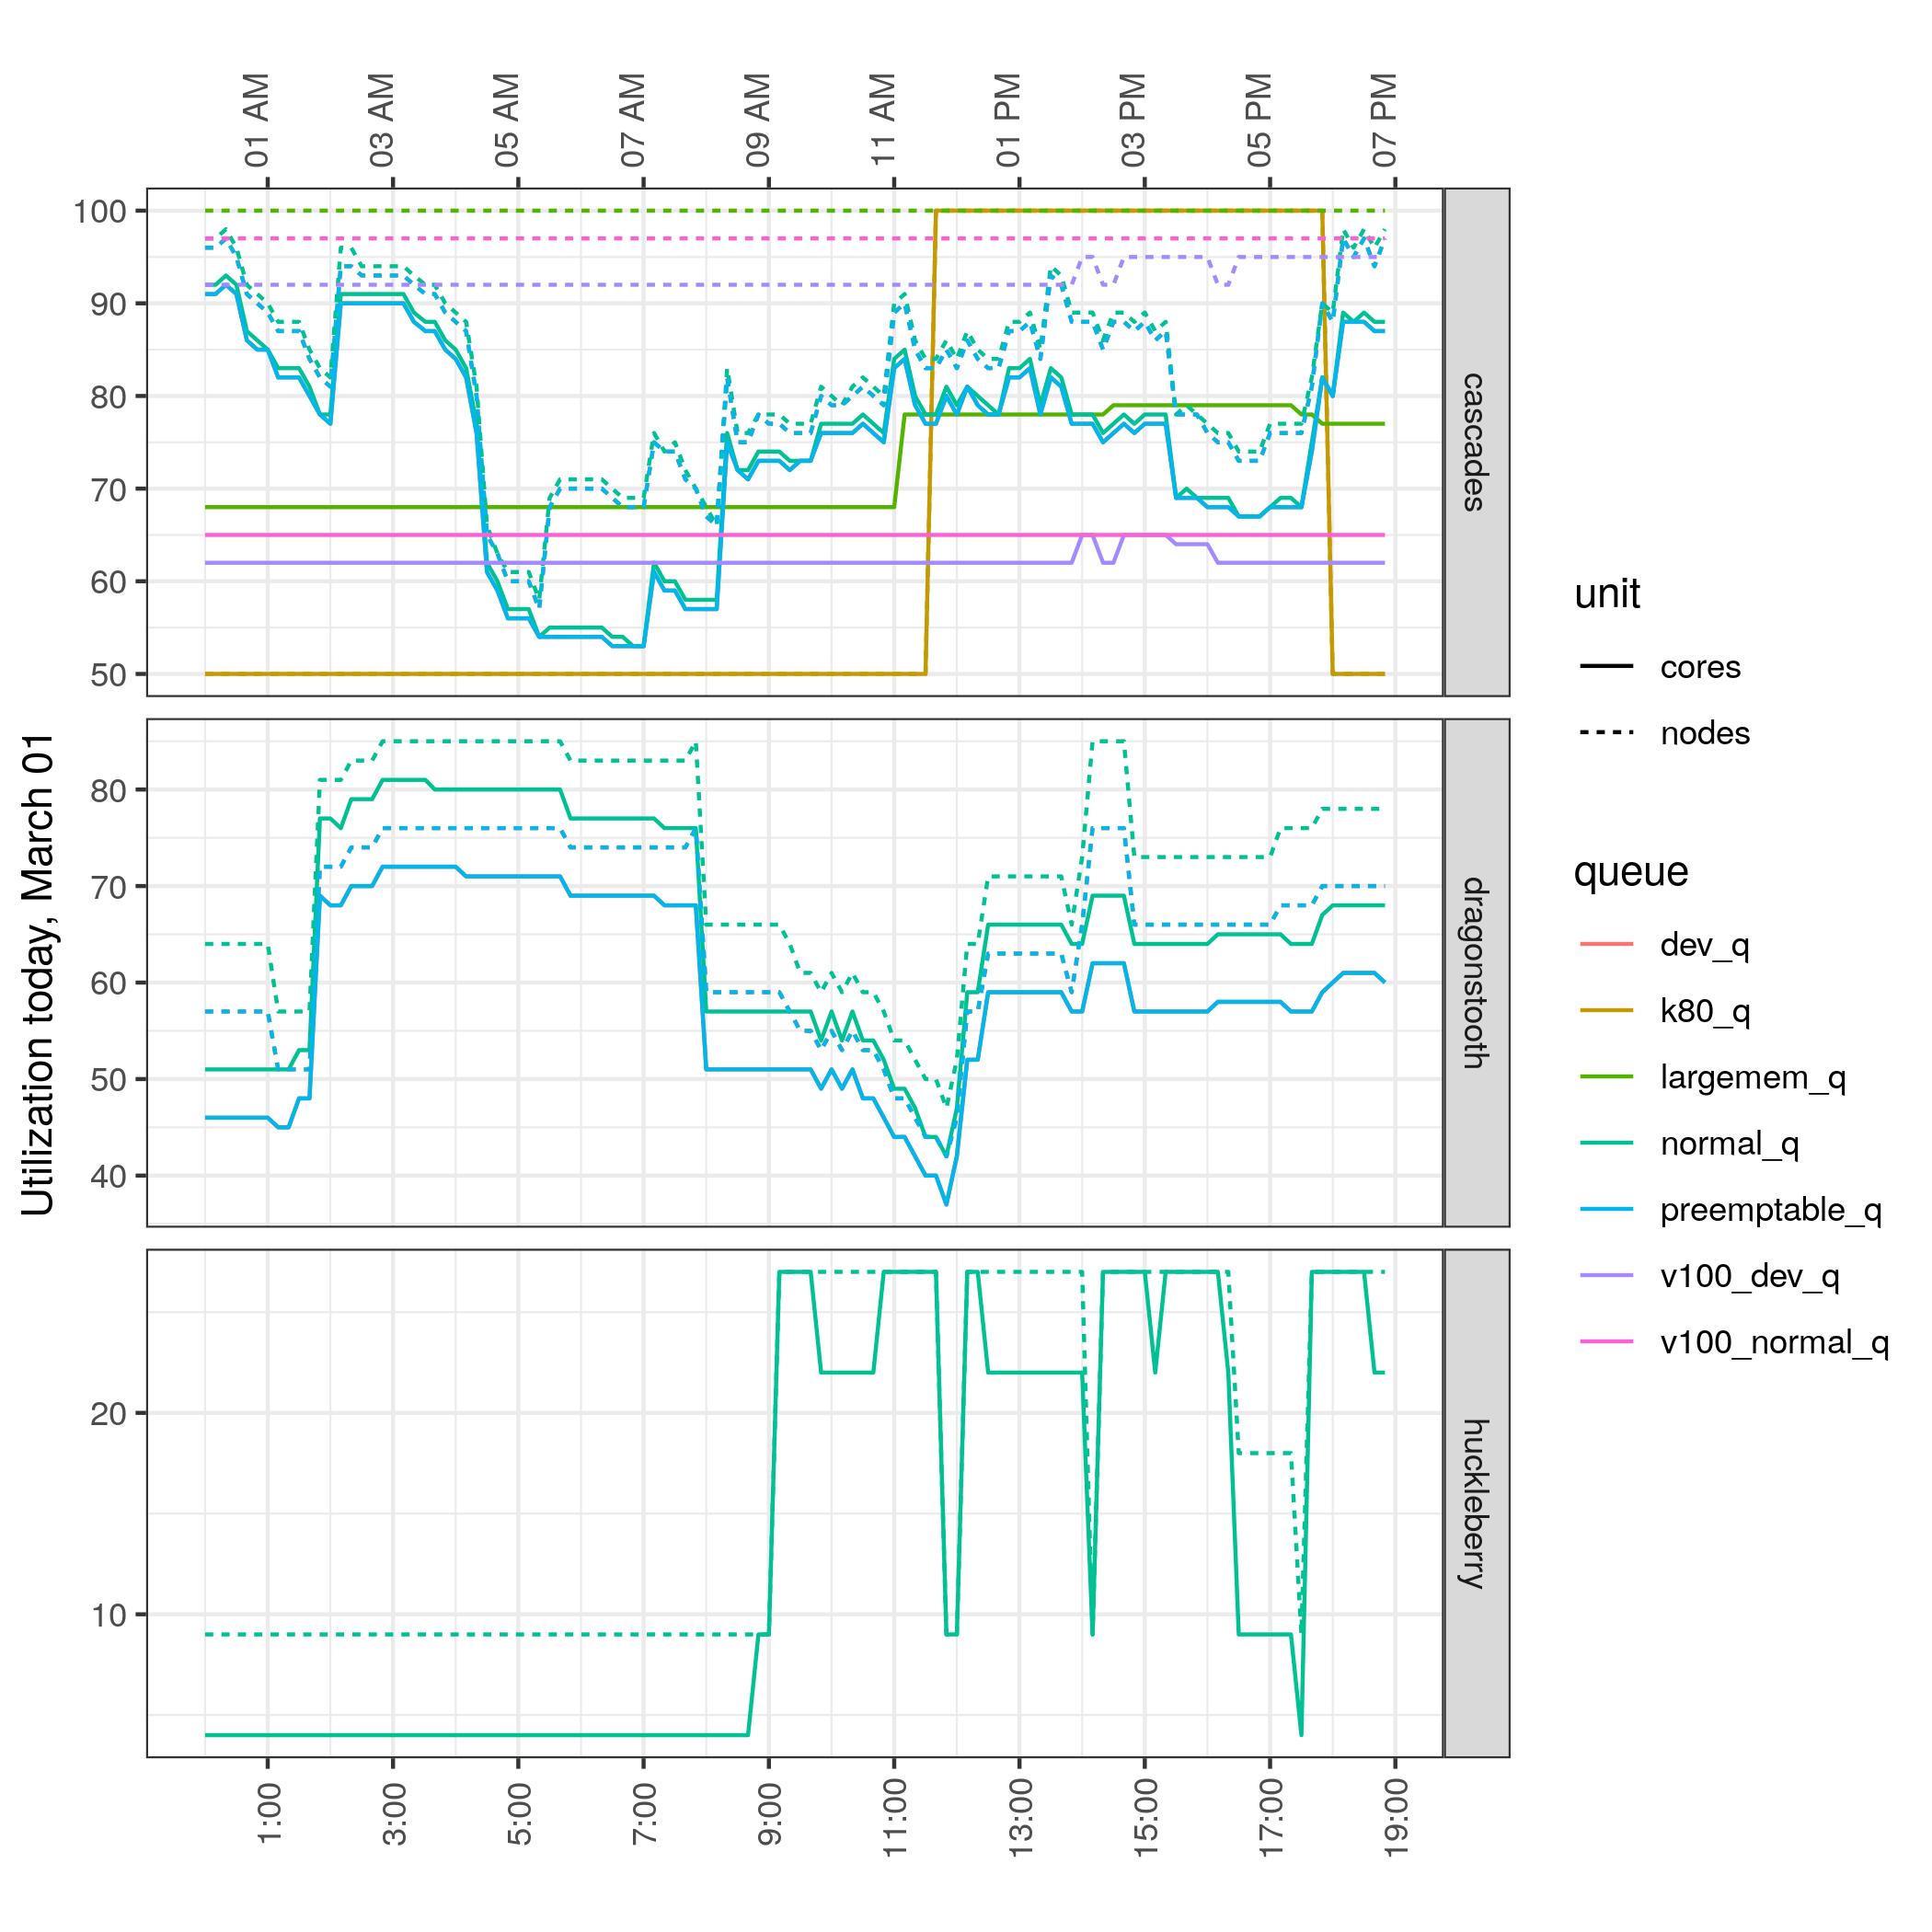 01 AM
03 AM
05 AM
07 AM
09 AM
11 AM
01 PM
03 PM
05 PM
07 PM
Utilization today, March 01
100
90
80
70
60
50
cascades
80
70
60
50
40
dragonstooth
20
10
huckleberry
1:00
3:00
5:00
7:00
9:00
11:00
13:00
15:00
17:00
19:00
unit
cores
nodes
queue
dev_q
k80_q
largemem_q
normal_q
preemptable_q
v100_dev_q
v100_normal_q